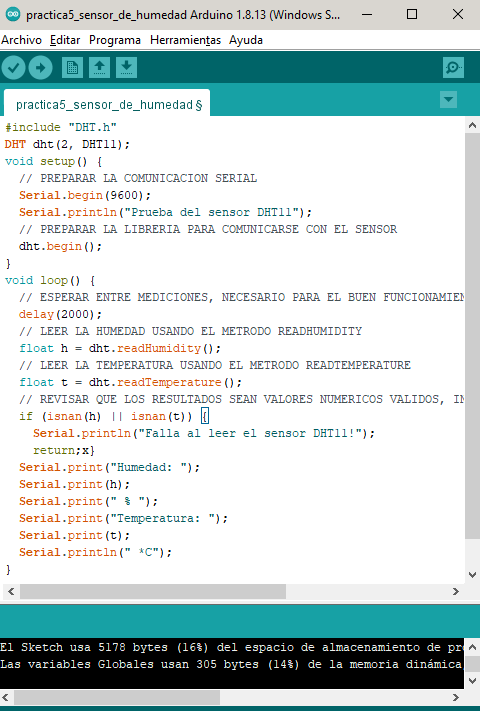 practica5_sensor_de_humedad Arduino 1.8.13 (Windows S...
Archivo Editar Programa Herramientas Ayuda
practica5_sensor_de_humedad §
#include "DHT.h"
DHT dht(2, DHT11);
void setup() {
// PREPARAR LA COMUNICACION SERIAL
Serial.begin(9600);
Serial.println("Prueba del sensor DHT11");
// PREPARAR LA LIBRERIA PARA COMUNICARSE CON EL SENSOR
dht.begin();
}
void loop() {
// ESPERAR ENTRE MEDICIONES, NECESARIO PARA EL BUEN FUNCIONAMIEN
delay(2000);
// LEER LA HUMEDAD USANDO EL METRODO READHUMIDITY
float h = dht.readHumidity();
// LEER LA TEMPERATURA USANDO EL METRODO READTEMPERATURE
float t = dht.readTemperature();
// REVISAR QUE LOS RESULTADOS SEAN VALORES NUMERICOS VALIDOS, IN
if (isnan(h) || isnan(t)) {
Serial.println("Falla al leer el sensor DHT11!");
return;x}
Serial.print("Humedad: ");
Serial.print(h);
Serial.print(" % ");
Serial.print("Temperatura: ");
Serial.print(t);
Serial.println(" *C");
}
El Sketch usa 5178 bytes (16%) del espacio de almacenamiento de pro
Las variables Globales usan 305 bytes (14%) de la memoria dinámica,